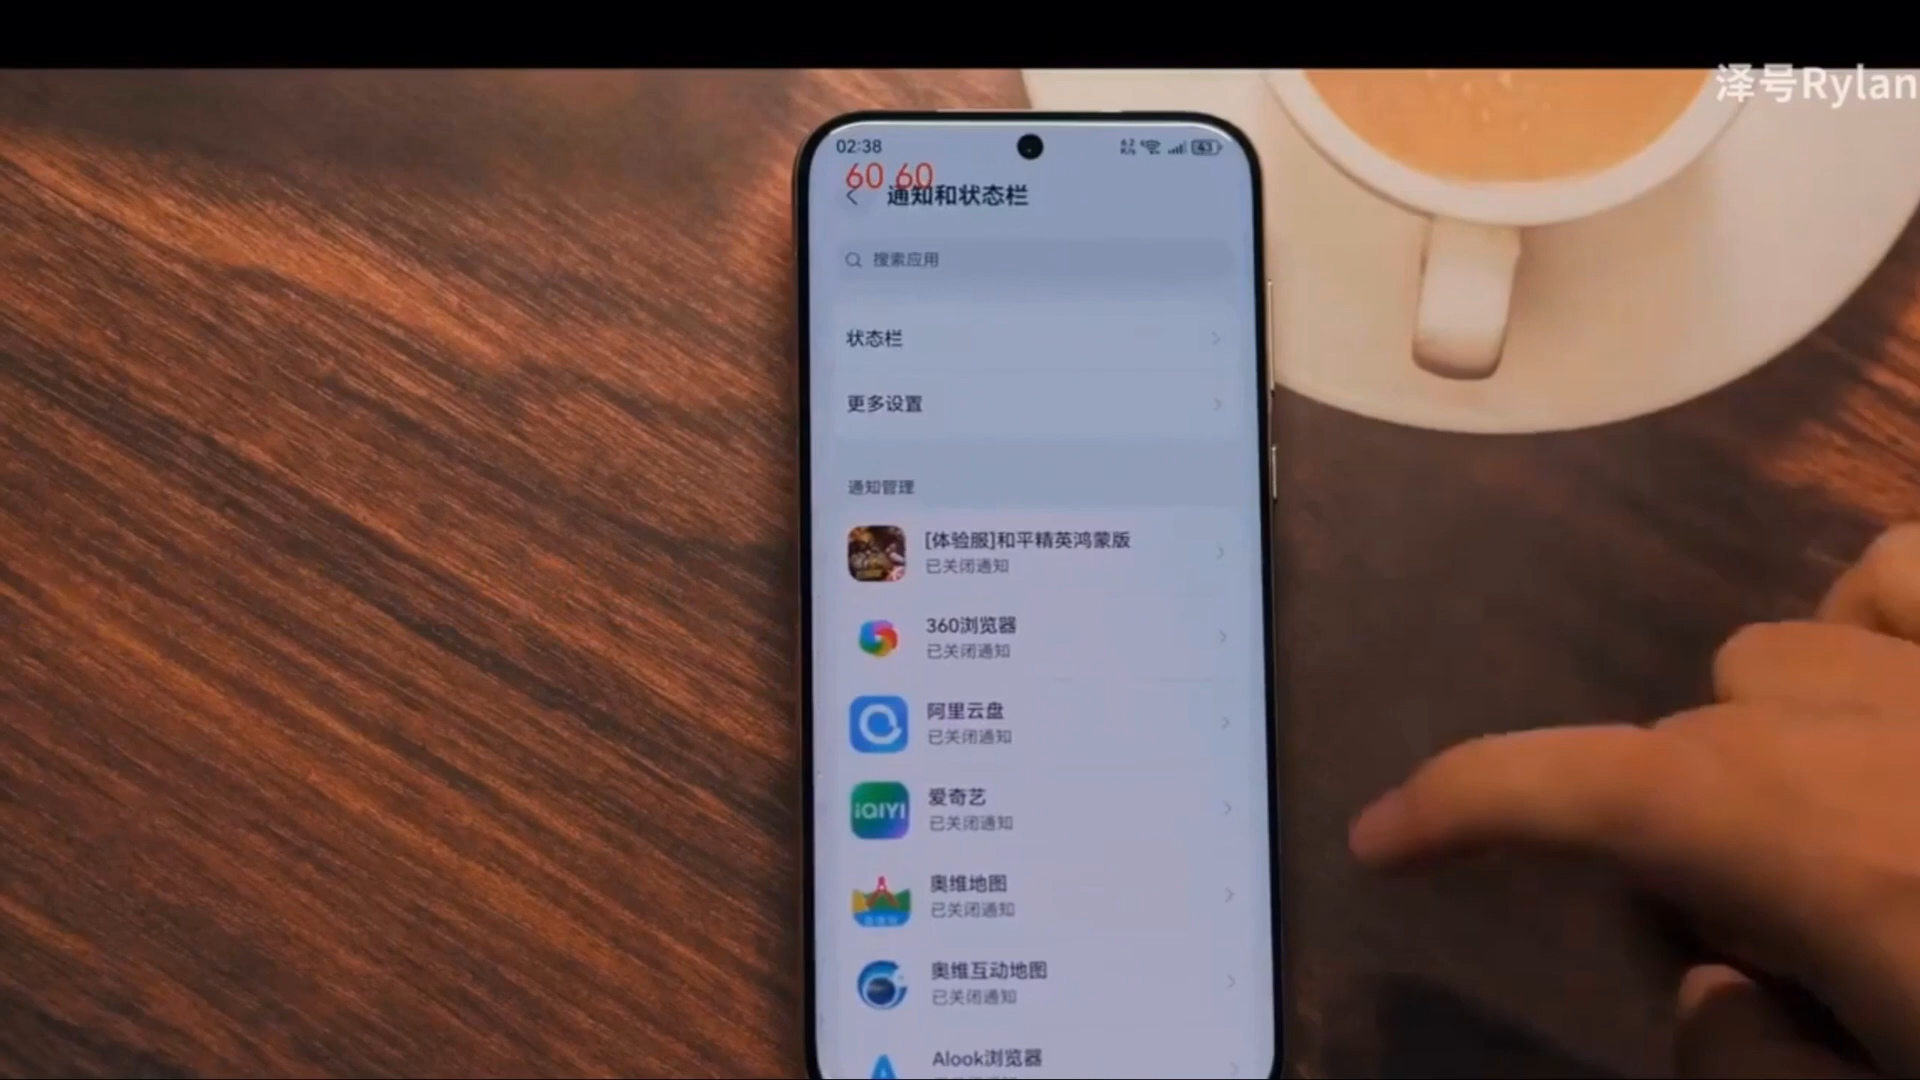 泽号Rylan
02:38
60 60
通知和状态栏
搜索应用
状态栏
更多设置
通知管理
[体验服]和平精英鸿蒙版
已关闭通知
360浏览器
已关闭通知
阿里云盘
已关闭通知
iQIYI
爱奇艺
已关闭通知
奥维地图
已关闭通知
奥维互动地图
已关闭通知
Alook浏览器